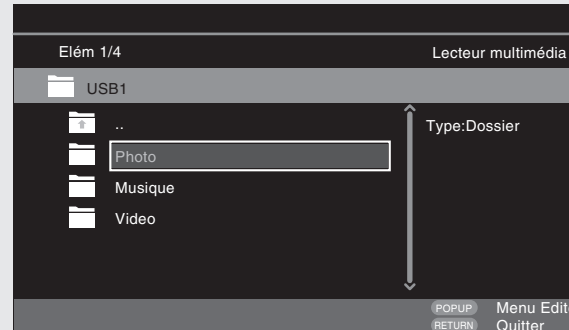 Elém 1/4 Lecteur multimédia
USB1
.. Type:Dossier
Photo
Musique
Video
POPUP Menu Edit
RETURN Quitter